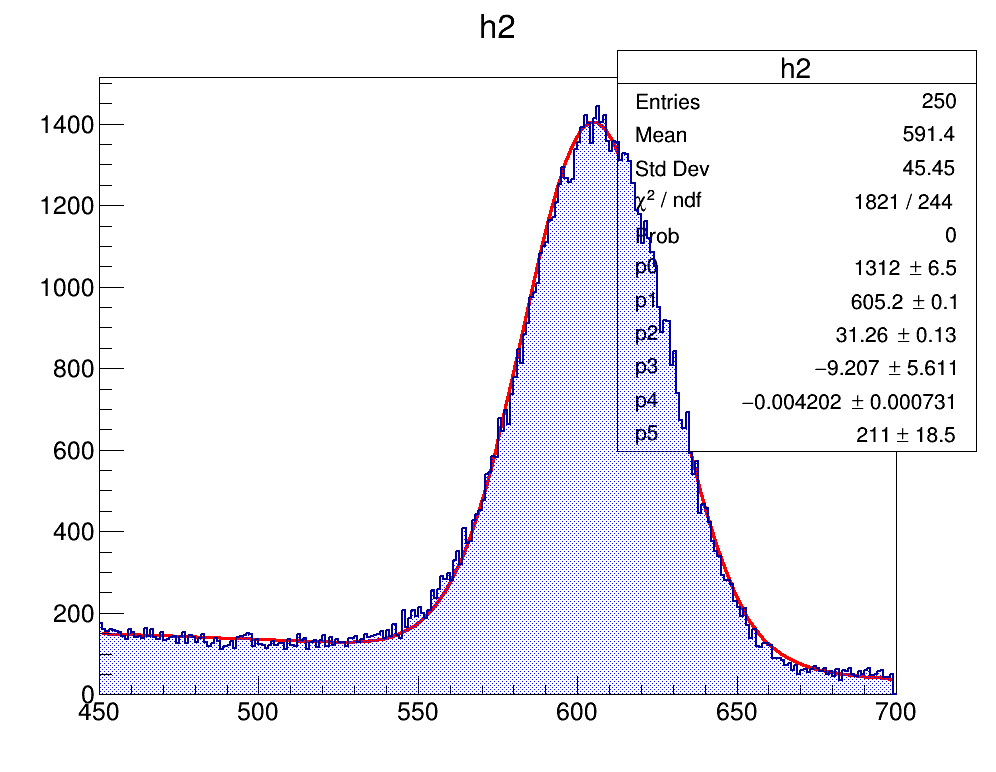 h2
h2
Entries 250
Mean 591.4
Std Dev 45.45
χ² / ndf 1821 / 244
Prob 0
p0 1312 ± 6.5
p1 605.2 ± 0.1
p2 31.26 ± 0.13
p3 −9.207 ± 5.611
p4 −0.004202 ± 0.000731
p5 211 ± 18.5
1400
1200
1000
800
600
400
200
0
450 500 550 600 650 700